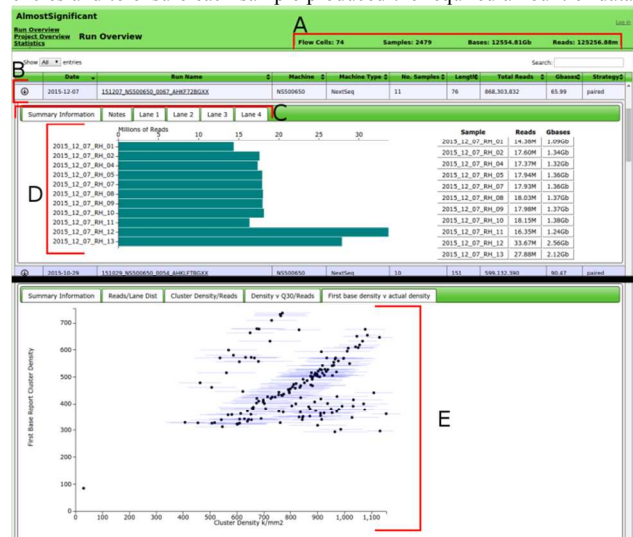 AlmostSignificant
Log in
Run Overview
Project Overview Run Overview
Statistics
A
Flow Cells: 74 Samples: 2479 Bases: 12554.81Gb Reads: 125256.88m
Show All entries Search:
B
Date Run Name Machine Machine Type No. Samples Length Total Reads Gbases Strategy
2015-12-07 151207_NS500650_0067_AHKF72BGXX NS500650 NextSeq 11 76 868,303,832 65.99 paired
Summary Information Notes Lane 1 Lane 2 Lane 3 Lane 4 C
Millions of Reads
0 5 10 15 20 25 30
Sample Reads Gbases
2015_12_07_RH_01 14.38M 1.09Gb
2015_12_07_RH_02 17.60M 1.34Gb
2015_12_07_RH_04 17.37M 1.32Gb
2015_12_07_RH_05 17.94M 1.36Gb
2015_12_07_RH_07 17.93M 1.36Gb
2015_12_07_RH_08 18.03M 1.37Gb
2015_12_07_RH_09 17.98M 1.37Gb
2015_12_07_RH_10 18.15M 1.38Gb
2015_12_07_RH_11 16.35M 1.24Gb
2015_12_07_RH_12 33.67M 2.56Gb
2015_12_07_RH_13 27.88M 2.12Gb
D
2015_12_07_RH_01
2015_12_07_RH_02
2015_12_07_RH_04
2015_12_07_RH_05
2015_12_07_RH_07
2015_12_07_RH_08
2015_12_07_RH_09
2015_12_07_RH_10
2015_12_07_RH_11
2015_12_07_RH_12
2015_12_07_RH_13
2015-10-29 NS500650 NextSeq 10 151 599,132,390 90.47 paired
Summary Information Reads/Lane Dist Cluster Density/Reads Density v Q30/Reads First base density v actual density
First Base Report Cluster Density
700
600
500
400
300
200
100
0
E
0 100 200 300 400 500 600 700 800 900 1,000 1,100
Cluster Density k/mm2